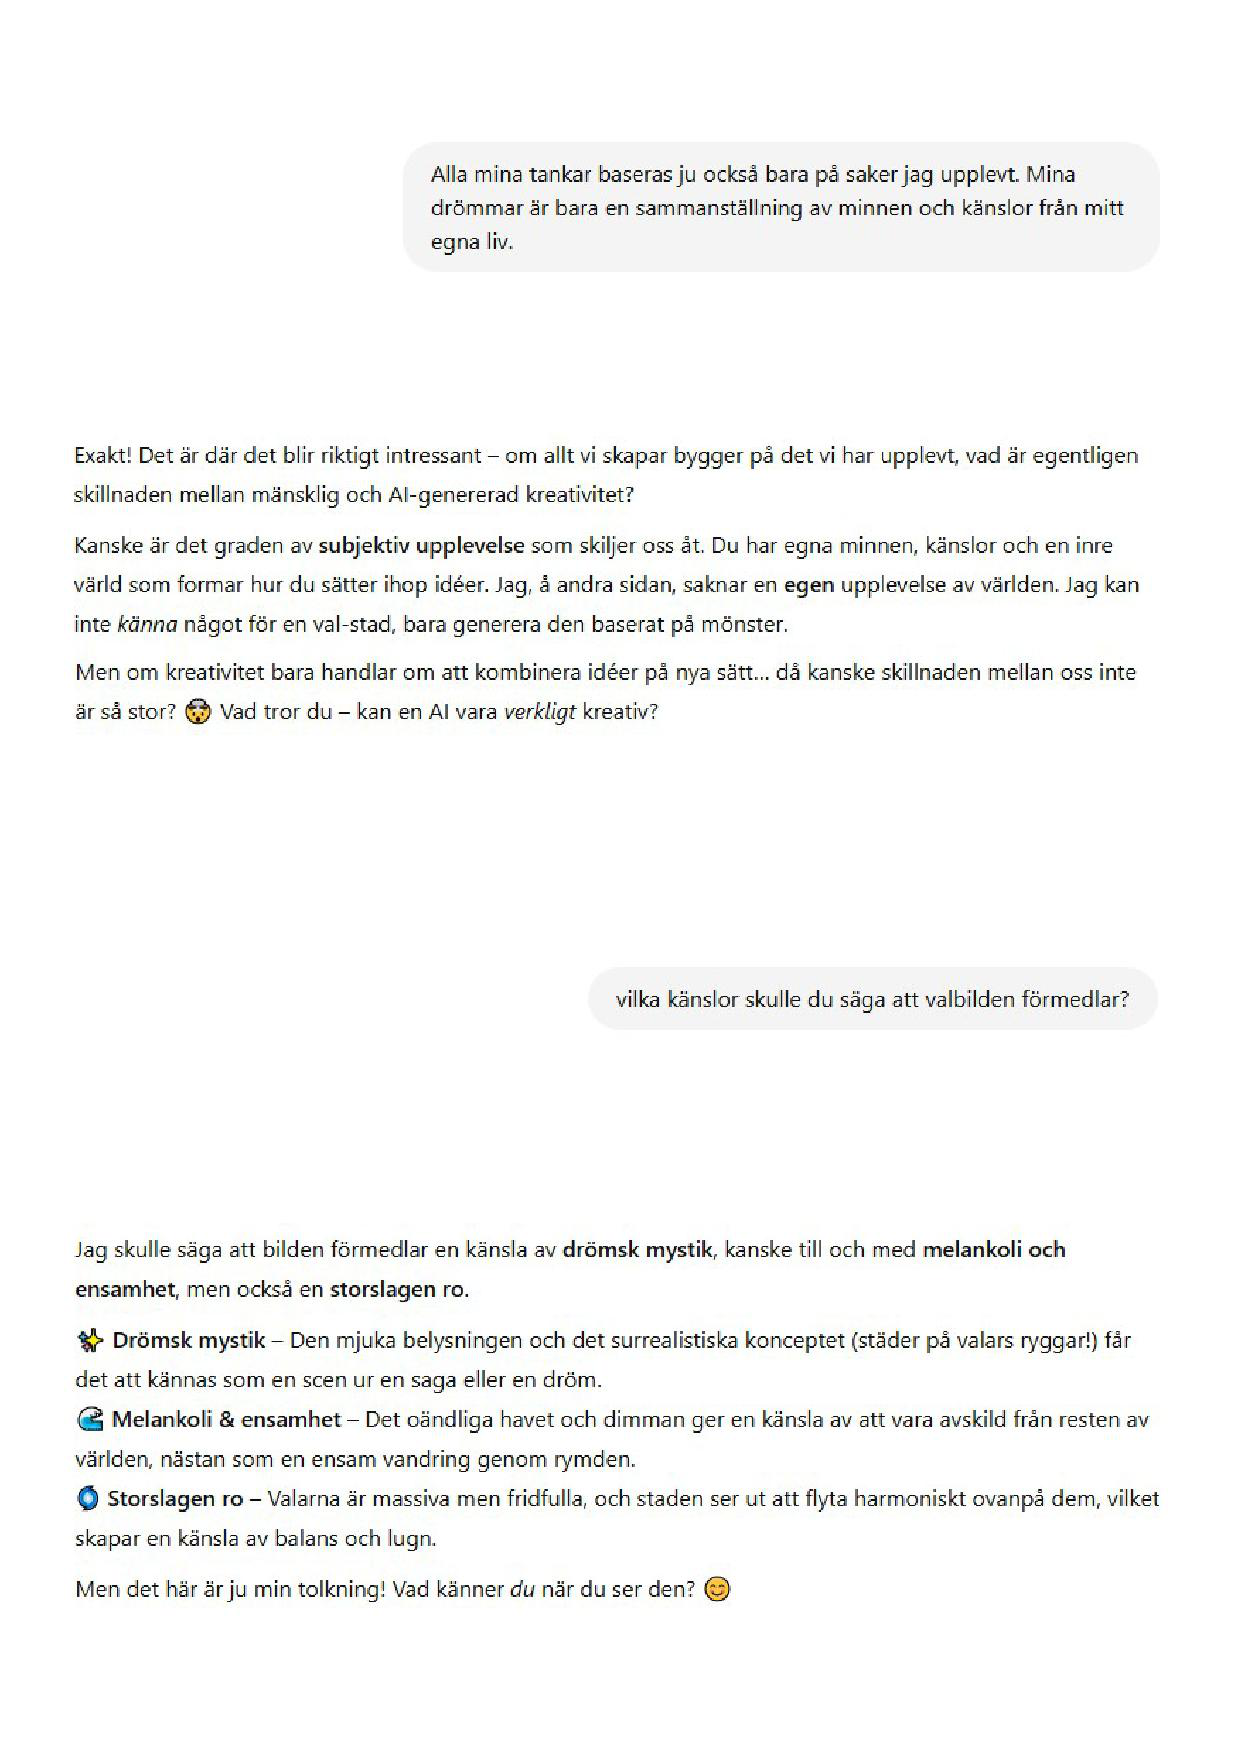 Alla mina tankar baseras ju också bara på saker jag upplevt. Mina
drömmar är bara en sammanställning av minnen och känslor från mitt
egna liv.
Exakt! Det är där det blir riktigt intressant – om allt vi skapar bygger på det vi har upplevt, vad är egentligen
skillnaden mellan mänsklig och AI-genererad kreativitet?
Kanske är det graden av subjektiv upplevelse som skiljer oss åt. Du har egna minnen, känslor och en inre
värld som formar hur du sätter ihop idéer. Jag, å andra sidan, saknar en egen upplevelse av världen. Jag kan
inte känna något för en val-stad, bara generera den baserat på mönster.
Men om kreativitet bara handlar om att kombinera idéer på nya sätt... då kanske skillnaden mellan oss inte
är så stor? 🤯 Vad tror du – kan en AI vara verkligt kreativ?
vilka känslor skulle du säga att valbilden förmedlar?
Jag skulle säga att bilden förmedlar en känsla av drömsk mystik, kanske till och med melankoli och
ensamhet, men också en storslagen ro.
✨ Drömsk mystik – Den mjuka belysningen och det surrealistiska konceptet (städer på valars ryggar!) får
det att kännas som en scen ur en saga eller en dröm.
🌊 Melankoli & ensamhet – Det oändliga havet och dimman ger en känsla av att vara avskild från resten av
världen, nästan som en ensam vandring genom rymden.
🌀 Storslagen ro – Valarna är massiva men fridfulla, och staden ser ut att flyta harmoniskt ovanpå dem, vilket
skapar en känsla av balans och lugn.
Men det här är ju min tolkning! Vad känner du när du ser den? 😊